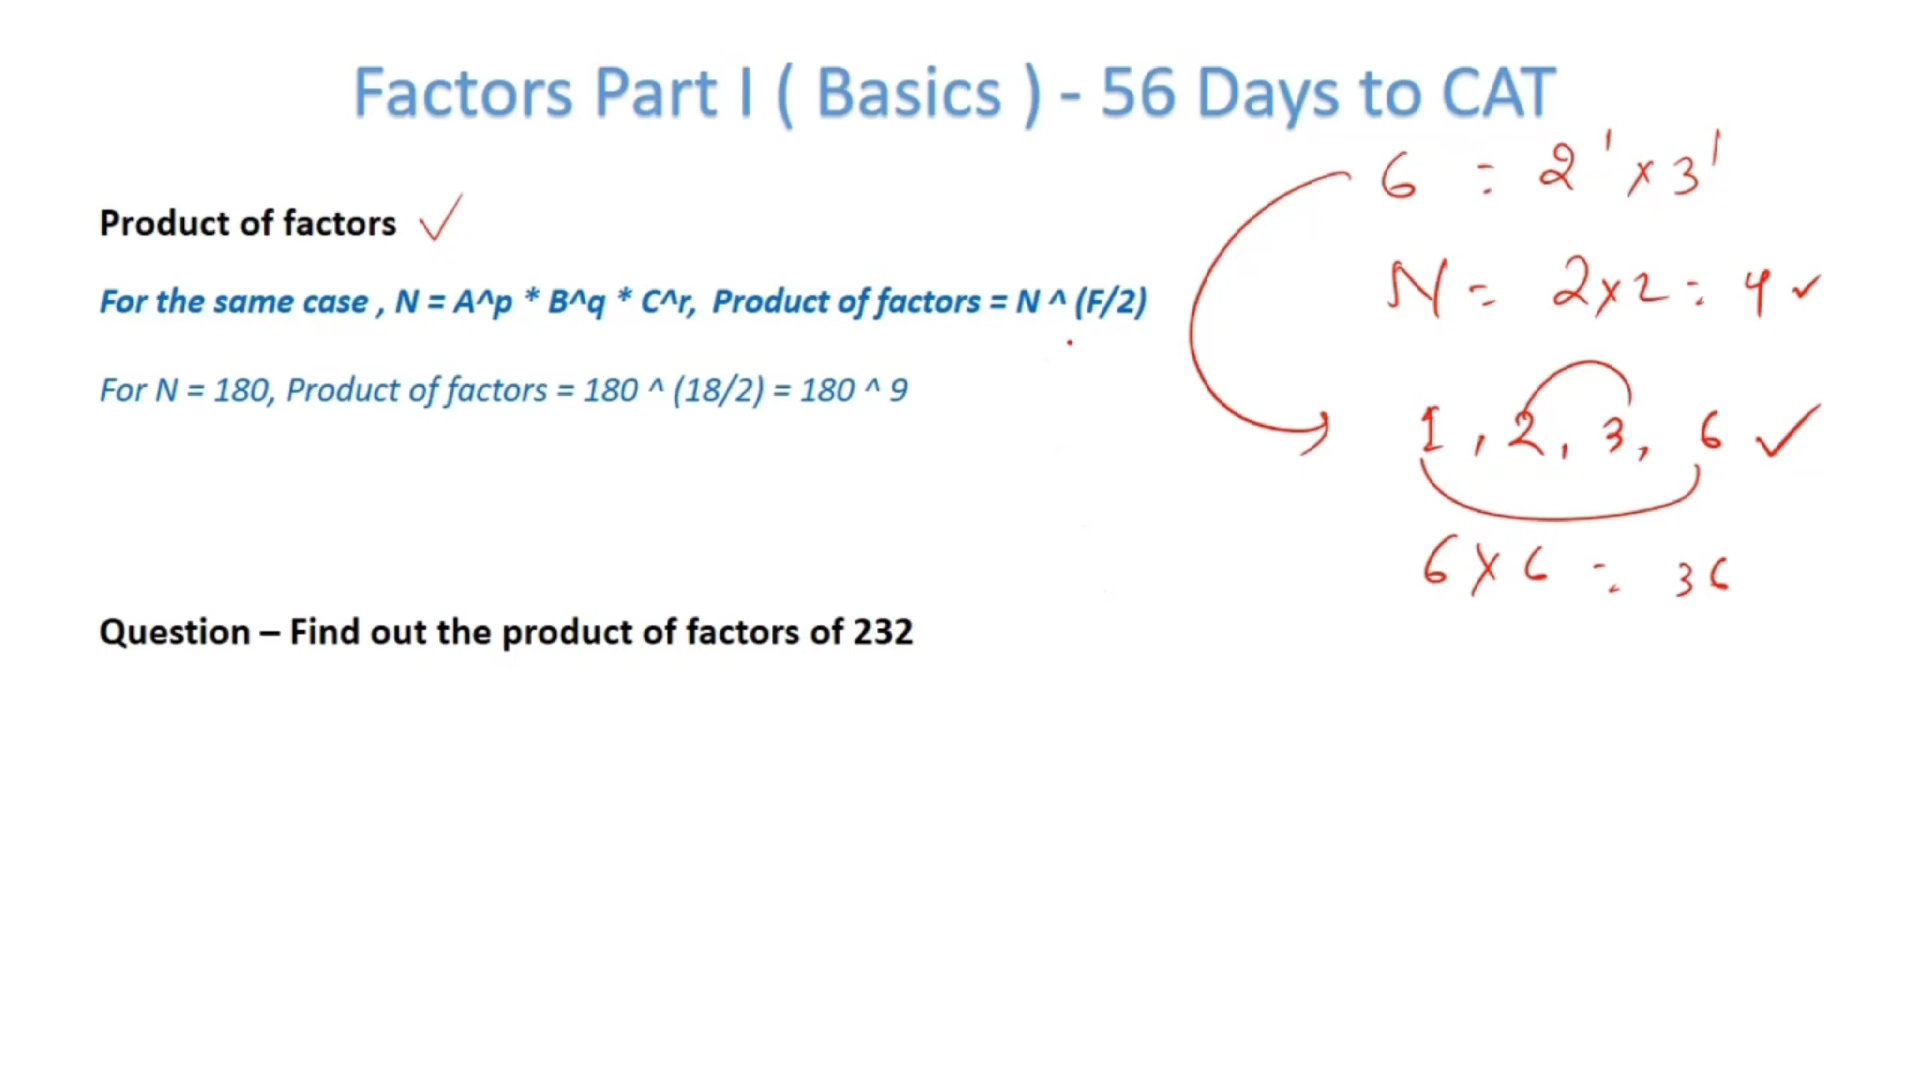 Factors Part I ( Basics ) - 56 Days to CAT
6 = 2¹ × 3¹
Product of factors ✓
N = 2×2 = 4 ✓
For the same case , N = A^p * B^q * C^r, Product of factors = N ^ (F/2)
For N = 180, Product of factors = 180 ^ (18/2) = 180 ^ 9
1 , 2 , 3 , 6 ✓
6 × 6 = 36
Question – Find out the product of factors of 232